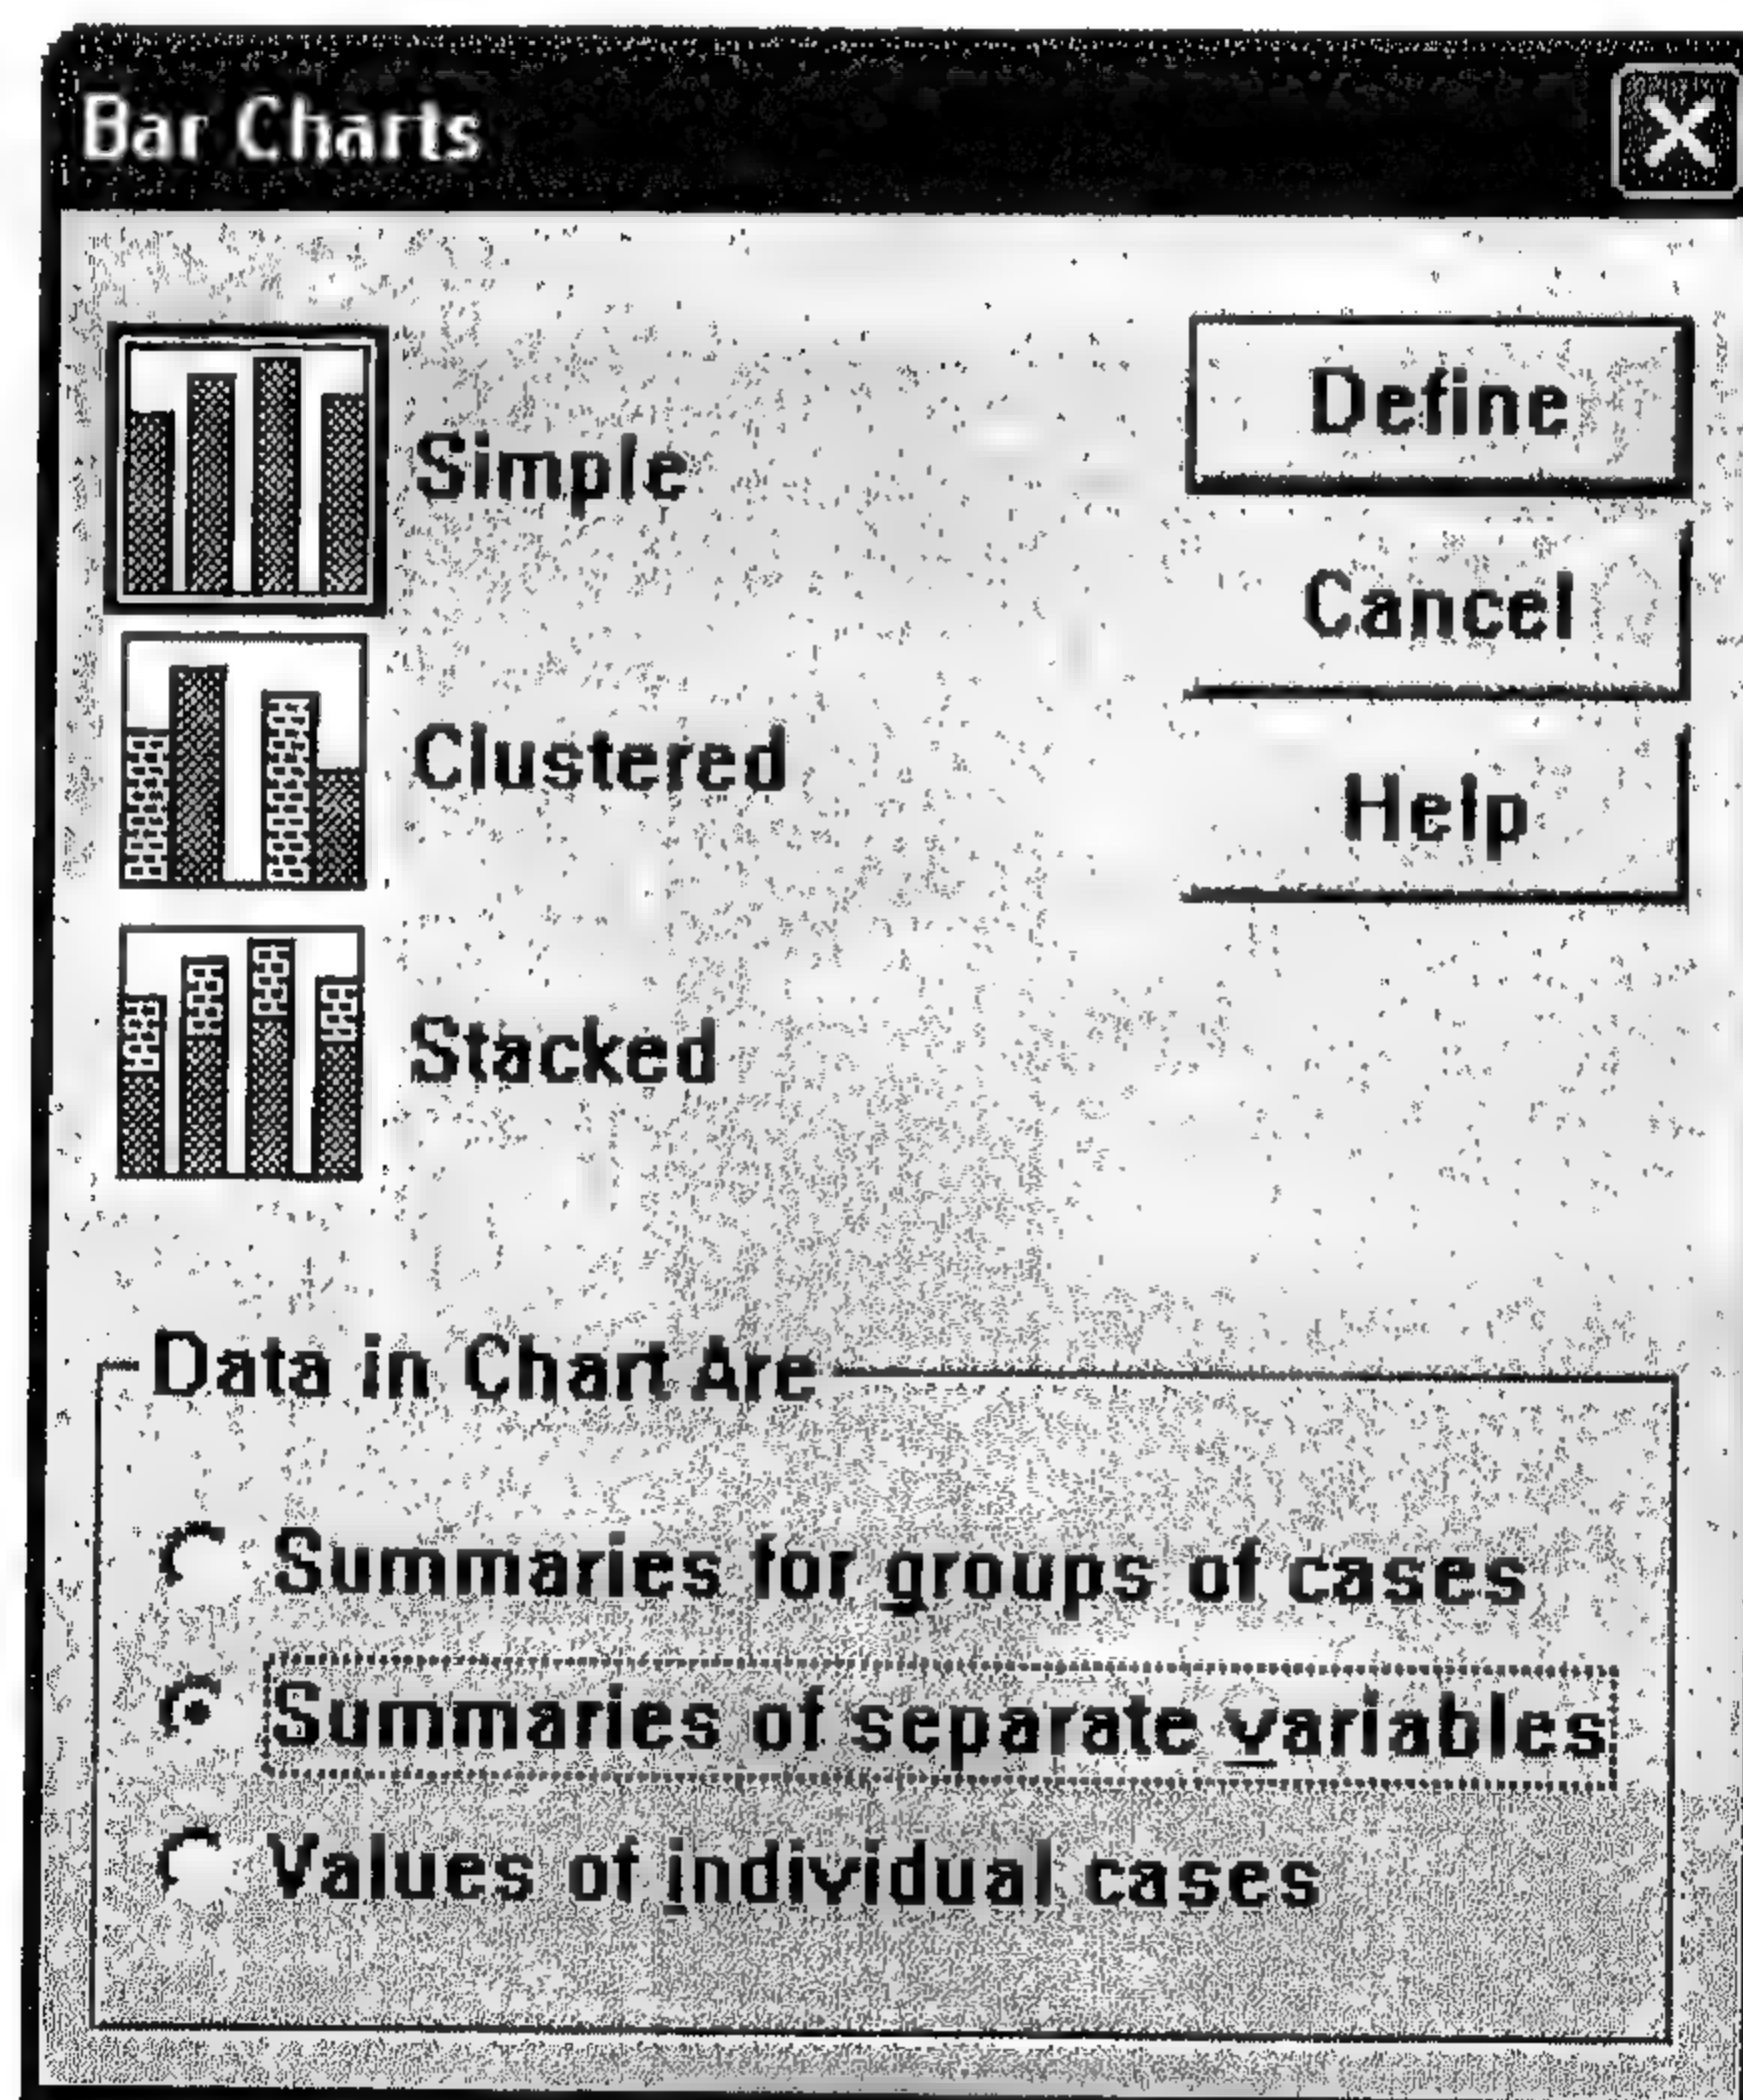 Bar Charts
Simple
Define
Cancel
Clustered
Help
Stacked
Data in Chart Are
Summaries for groups of cases
Summaries of separate variables
Values of individual cases